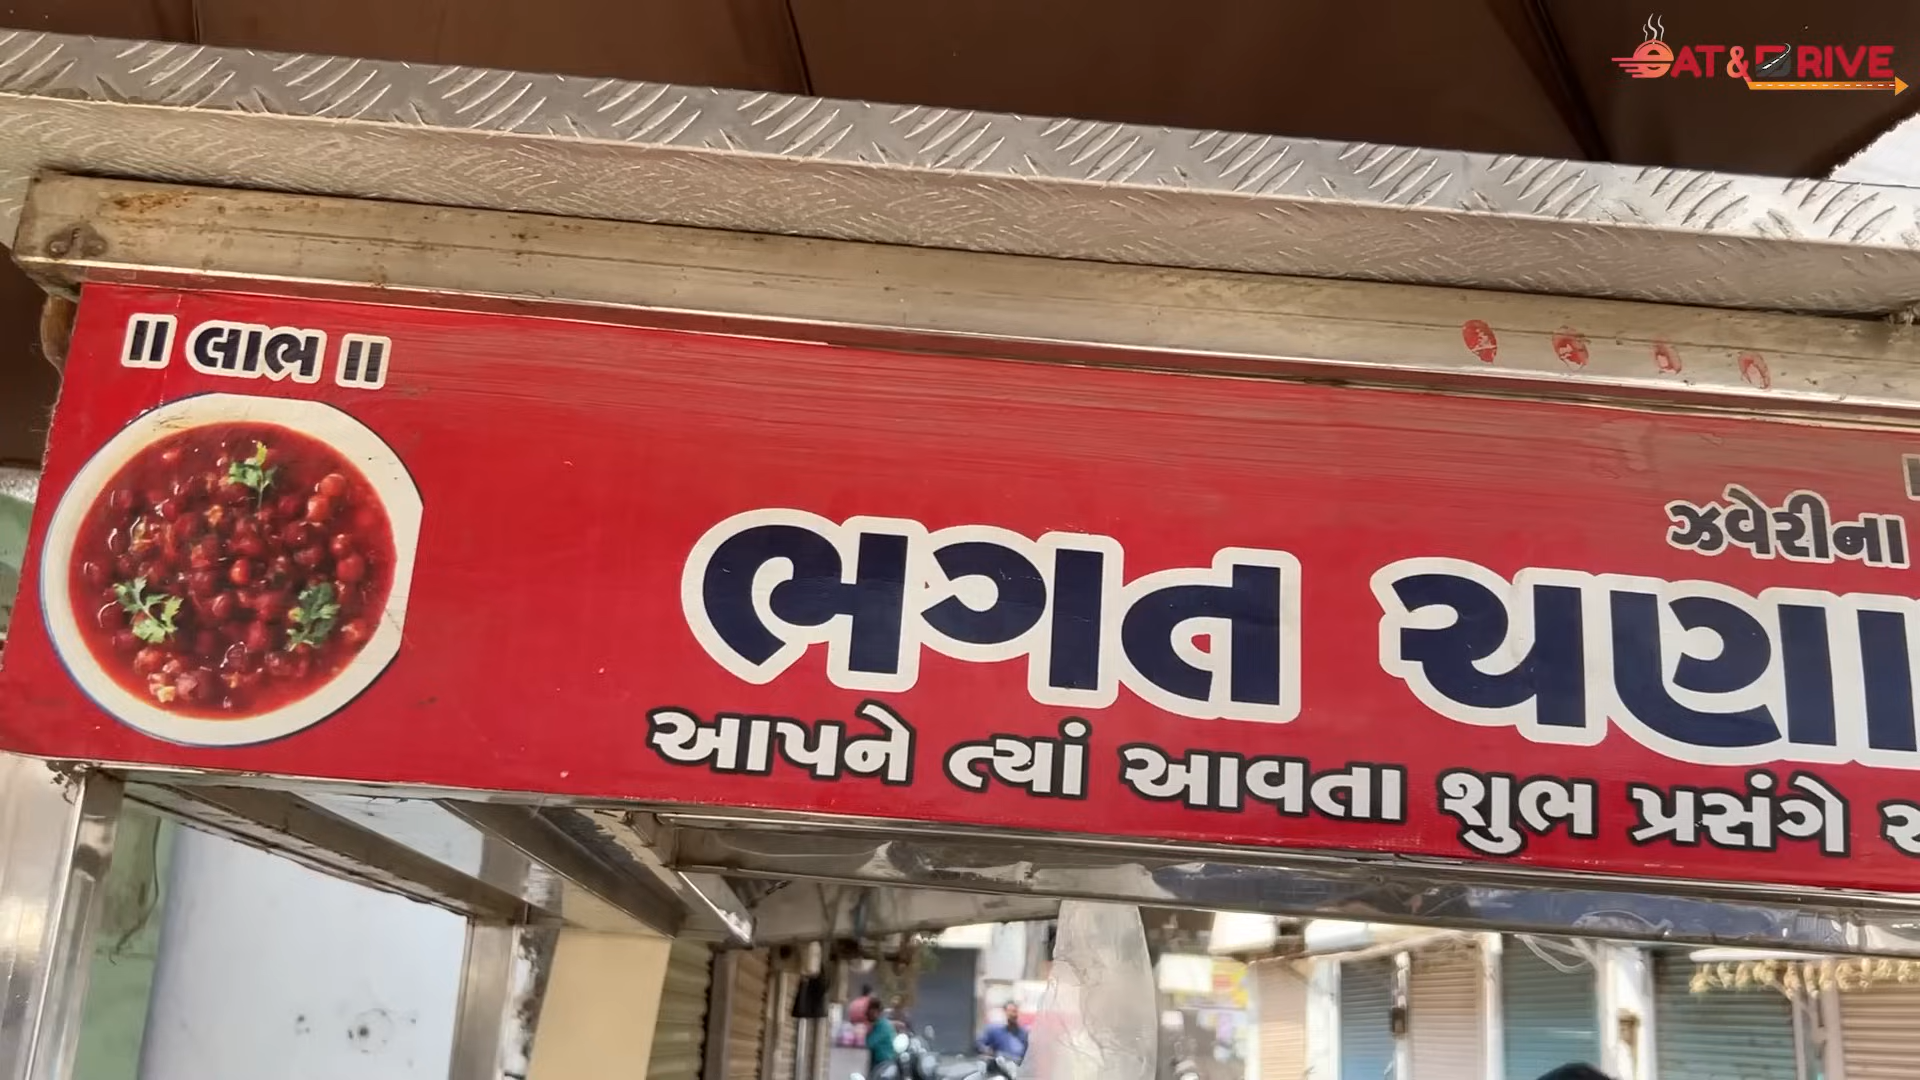 EAT&DRIVE
॥ લાભ ॥
ઝવેરીના
ભગત ચણા
આપને ત્યાં આવતા શુભ પ્રસંગે